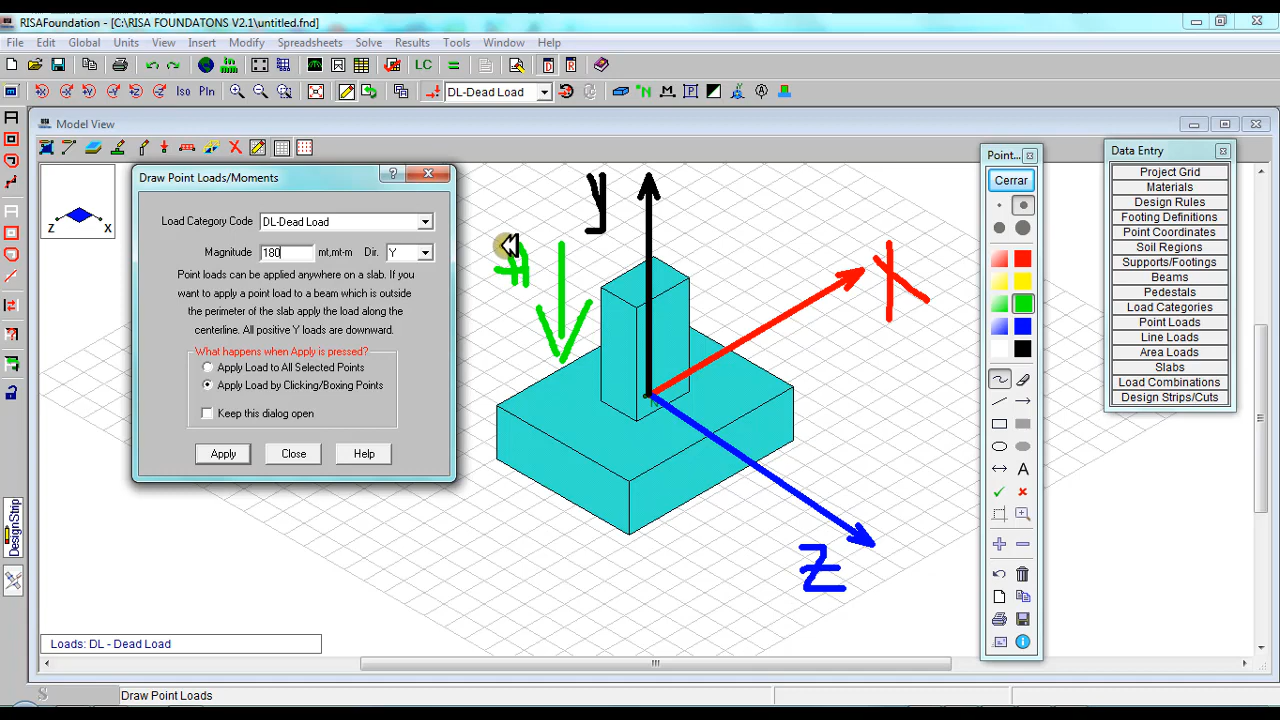 RISAFoundation - [C:\RISA FOUNDATONS V2.1\untitled.fnd]
File Edit Global Units View Insert Modify Spreadsheets Solve Results Tools Window Help
LC D R
Iso Pln DL-Dead Load N M P A
Model View
Z X
Draw Point Loads/Moments ?
Load Category Code DL-Dead Load
Magnitude 180 Dir. Y
Point loads can be applied anywhere on a slab. If you
want to apply a point load to an item which is outside
the perimeter of the slab apply the load along the
centerline. All positive Y loads are downward.
What happens when Apply is pressed?
Apply Load to All Selected Points
Apply Load by Clicking/Boxing Points
Keep this dialog open
Apply Close Help
y
X
Z
Point...
Cerrar
A
Data Entry
Project Grid
Materials
Design Rules
Footing Definitions
Point Coordinates
Soil Regions
Supports/Footings
Beams
Pedestals
Load Categories
Point Loads
Line Loads
Area Loads
Slabs
Load Combinations
Design Strips/Cuts
DesignStrip
Loads: DL - Dead Load
S Draw Point Loads